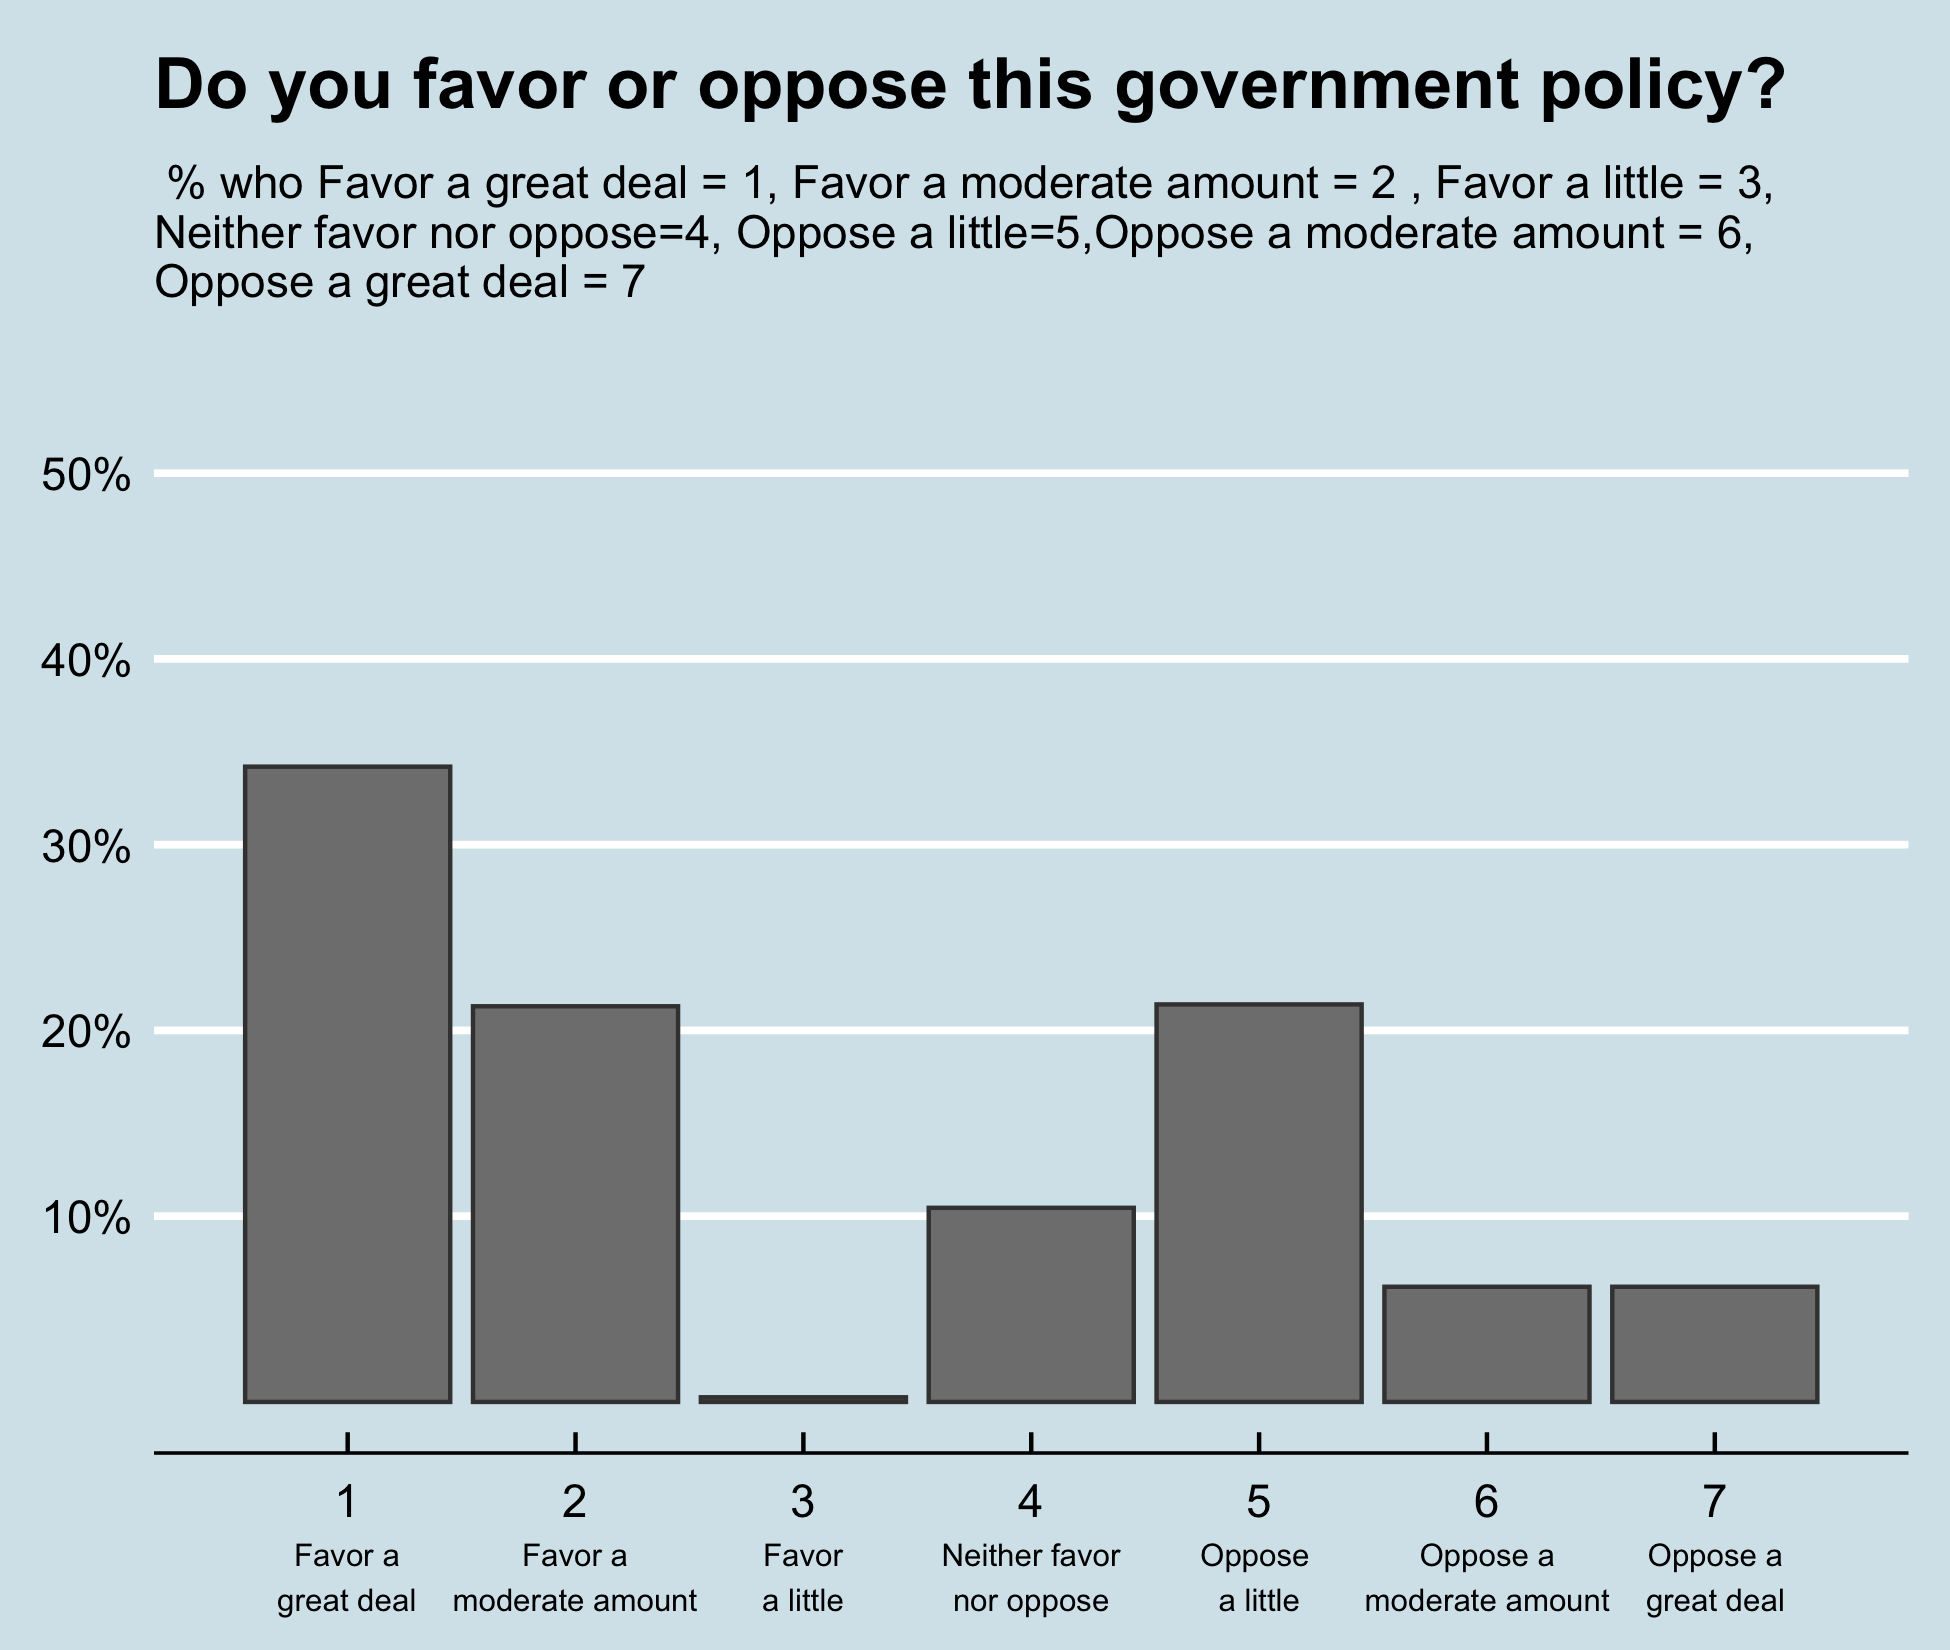 Do you favor or oppose this government policy?
% who Favor a great deal = 1, Favor a moderate amount = 2 , Favor a little = 3,
Neither favor nor oppose=4, Oppose a little=5,Oppose a moderate amount = 6,
Oppose a great deal = 7
50%
40%
30%
20%
10%
1 2 3 4 5 6 7
Favor a Favor a Favor Neither favor Oppose Oppose a Oppose a
great deal moderate amount a little nor oppose a little moderate amount great deal